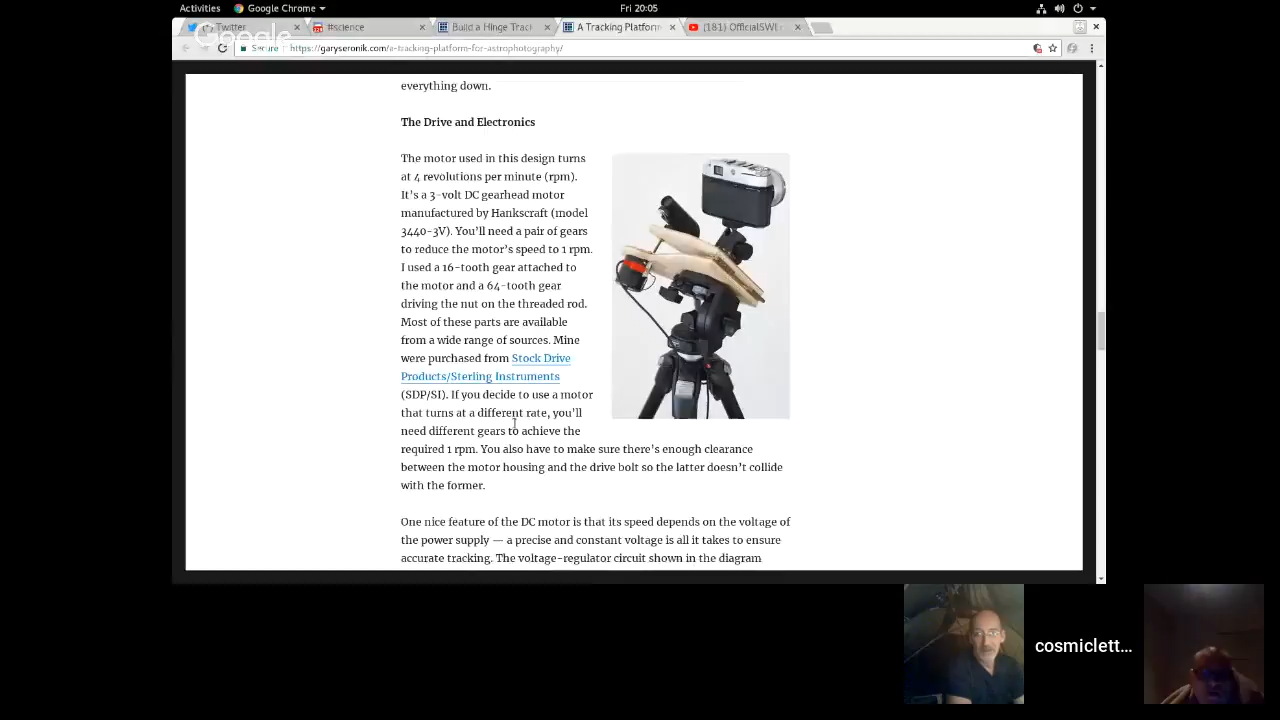 Activities Google Chrome Fri 20:05
Twitter #science Build a Hinge Track A Tracking Platform (181) OfficialSWL
Google
Secure https://garyseronik.com/a-tracking-platform-for-astrophotography/
everything down.
The Drive and Electronics
The motor used in this design turns
at 4 revolutions per minute (rpm).
It’s a 3-volt DC gearhead motor
manufactured by Hankscraft (model
3440-3V). You’ll need a pair of gears
to reduce the motor’s speed to 1 rpm.
I used a 16-tooth gear attached to
the motor and a 64-tooth gear
driving the nut on the threaded rod.
Most of these parts are available
from a wide range of sources. Mine
were purchased from Stock Drive
Products/Sterling Instruments
(SDP/SI). If you decide to use a motor
that turns at a different rate, you’ll
need different gears to achieve the
required 1 rpm. You also have to make sure there’s enough clearance
between the motor housing and the drive bolt so the latter doesn’t collide
with the former.
One nice feature of the DC motor is that its speed depends on the voltage of
the power supply — a precise and constant voltage is all it takes to ensure
accurate tracking. The voltage-regulator circuit shown in the diagram
cosmiclett...